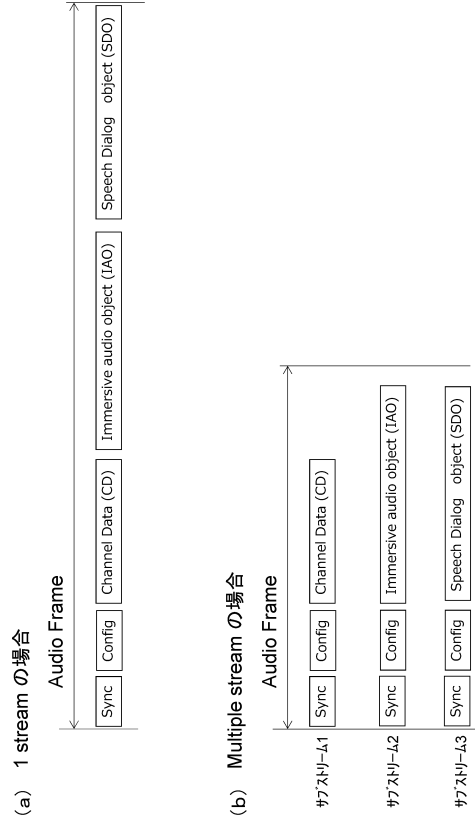 (a) 1 stream の場合
Audio Frame
Sync Config Channel Data (CD) Immersive audio object (IAO) Speech Dialog object (SDO)
(b) Multiple stream の場合
Audio Frame
ｻﾌﾞｽﾄﾘｰﾑ1 Sync Config Channel Data (CD)
ｻﾌﾞｽﾄﾘｰﾑ2 Sync Config Immersive audio object (IAO)
ｻﾌﾞｽﾄﾘｰﾑ3 Sync Config Speech Dialog object (SDO)